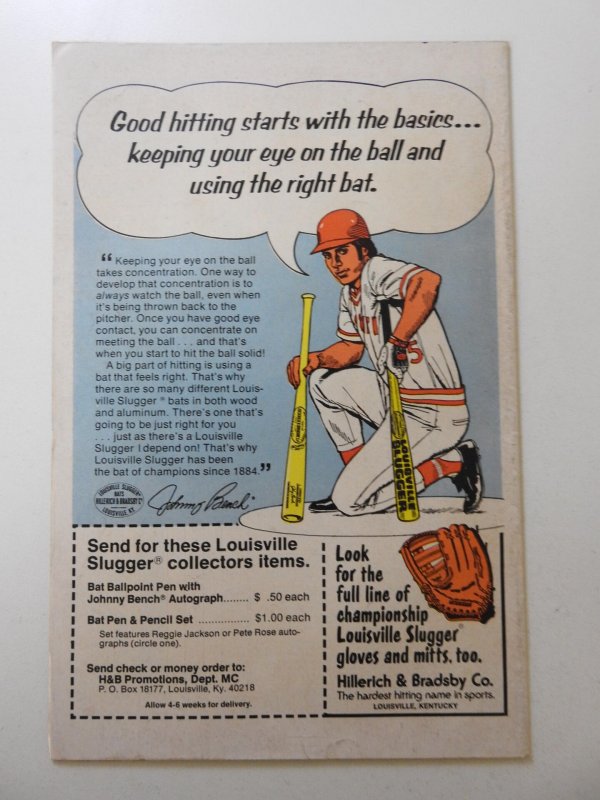 Good hitting starts with the basics...
keeping your eye on the ball and
using the right bat.
“ Keeping your eye on the ball
takes concentration. One way to
develop that concentration is to
always watch the ball, even when
it's being thrown back to the
pitcher. Once you have good eye
contact, you can concentrate on
meeting the ball . . . and that's
when you start to hit the ball solid!
A big part of hitting is using a
bat that feels right. That's why
there are so many different Louis-
ville Slugger® bats in both wood
and aluminum. There's one that's
going to be just right for you
. . . just as there's a Louisville
Slugger I depend on! That's why
Louisville Slugger has been
the bat of champions since 1884.”
LOUISVILLE SLUGGER
BATS
HILLERICH & BRADSBY Co
LOUISVILLE, KY.
Johnny Bench
5
LOUISVILLE
SLUGGER
Send for these Louisville
Slugger® collectors items.
Bat Ballpoint Pen with
Johnny Bench® Autograph....... $ .50 each
Bat Pen & Pencil Set ................ $1.00 each
Set features Reggie Jackson or Pete Rose auto-
graphs (circle one).
Send check or money order to:
H&B Promotions, Dept. MC
P. O. Box 18177, Louisville, Ky. 40218
Allow 4-6 weeks for delivery.
Look
for the
full line of
championship
Louisville Slugger®
gloves and mitts, too.
Hillerich & Bradsby Co.
The hardest hitting name in sports.
LOUISVILLE, KENTUCKY